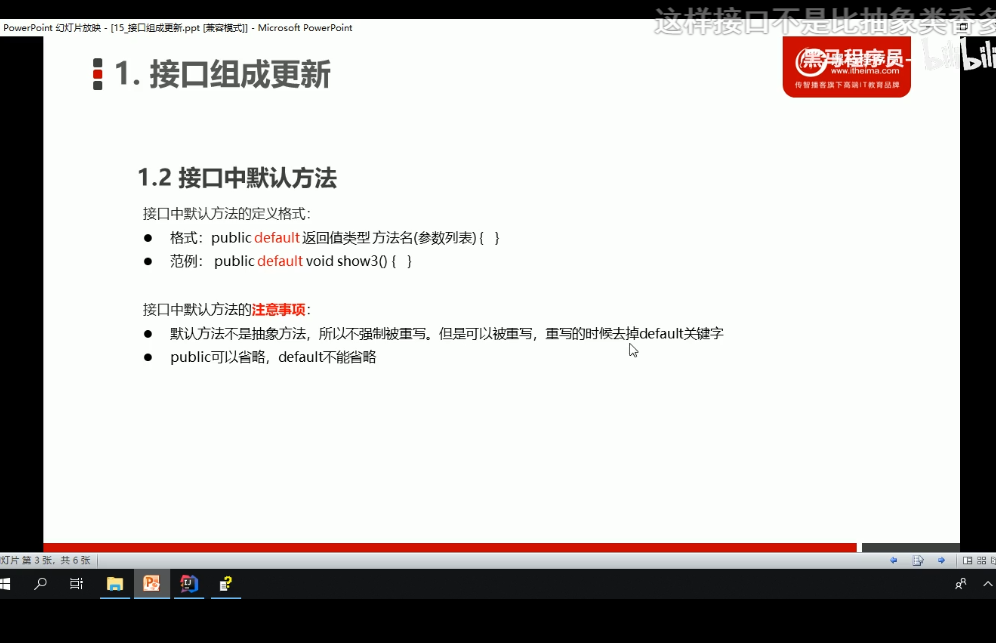 这样接口不是比抽象类香多
PowerPoint 幻灯片放映 - [15_接口组成更新.ppt [兼容模式]] - Microsoft PowerPoint
1. 接口组成更新
黑马程序员
www.itheima.com
传智播客旗下高端IT教育品牌
bili
1.2 接口中默认方法
接口中默认方法的定义格式：
● 格式：public default 返回值类型 方法名(参数列表) { }
● 范例： public default void show3() { }
接口中默认方法的注意事项：
● 默认方法不是抽象方法，所以不强制被重写。但是可以被重写，重写的时候去掉default关键字
● public可以省略，default不能省略
灯片 第 3 张，共 6 张